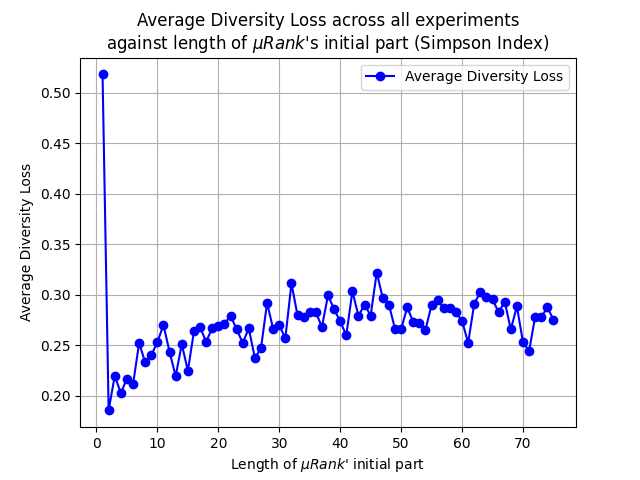 Average Diversity Loss across all experiments
against length of μRank's initial part (Simpson Index)
Average Diversity Loss
0.50
0.45
0.40
0.35
0.30
0.25
0.20
Average Diversity Loss
0 10 20 30 40 50 60 70
Length of μRank' initial part